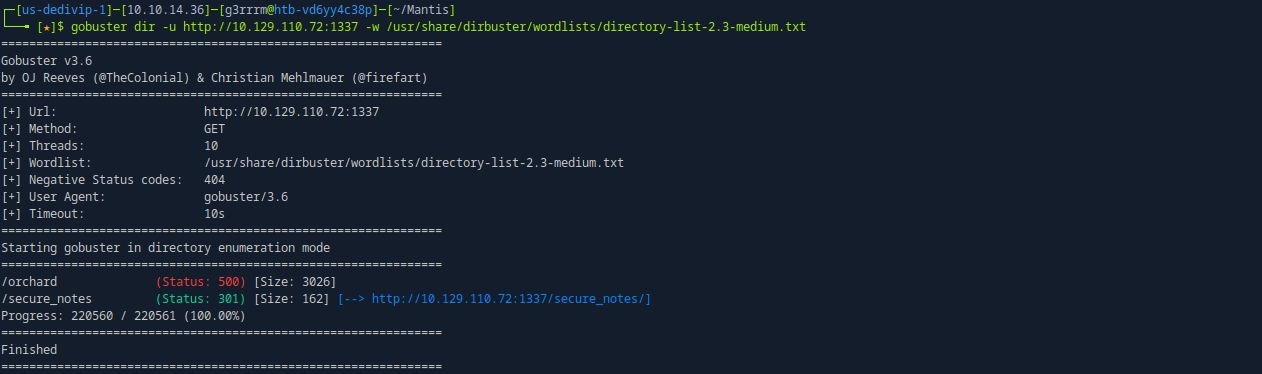 ┌─[us-dedivip-1]─[10.10.14.36]─[g3rrrm@htb-vd6yy4c38p]─[~/Mantis]
└──╼ [★]$ gobuster dir -u http://10.129.110.72:1337 -w /usr/share/dirbuster/wordlists/directory-list-2.3-medium.txt
===============================================================
Gobuster v3.6
by OJ Reeves (@TheColonial) & Christian Mehlmauer (@firefart)
===============================================================
[+] Url:                     http://10.129.110.72:1337
[+] Method:                  GET
[+] Threads:                 10
[+] Wordlist:                /usr/share/dirbuster/wordlists/directory-list-2.3-medium.txt
[+] Negative Status codes:   404
[+] User Agent:              gobuster/3.6
[+] Timeout:                 10s
===============================================================
Starting gobuster in directory enumeration mode
===============================================================
/orchard              (Status: 500) [Size: 3026]
/secure_notes         (Status: 301) [Size: 162] [--> http://10.129.110.72:1337/secure_notes/]
Progress: 220560 / 220561 (100.00%)
===============================================================
Finished
===============================================================